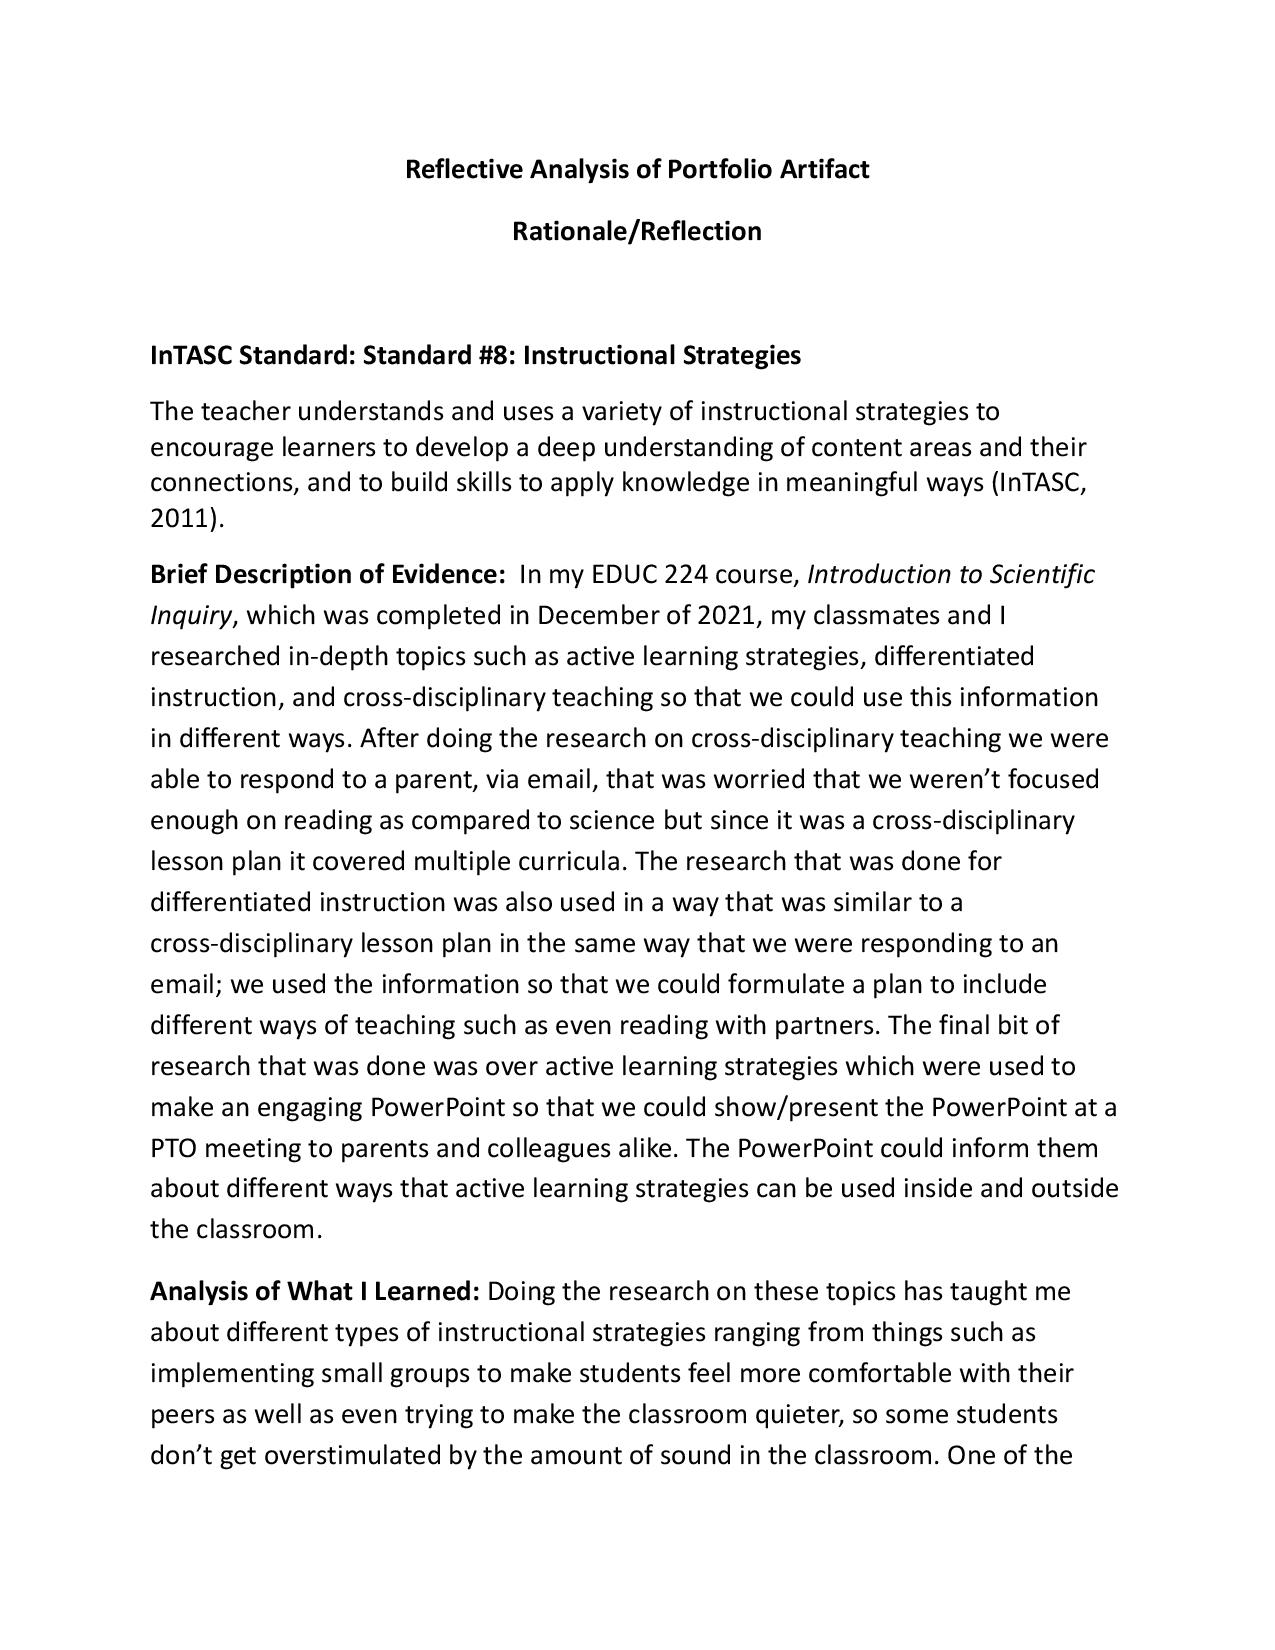 Reflective Analysis of Portfolio Artifact
Rationale/Reflection
InTASC Standard: Standard #8: Instructional Strategies
The teacher understands and uses a variety of instructional strategies to
encourage learners to develop a deep understanding of content areas and their
connections, and to build skills to apply knowledge in meaningful ways (InTASC,
2011).
Brief Description of Evidence:  In my EDUC 224 course, Introduction to Scientific
Inquiry, which was completed in December of 2021, my classmates and I
researched in-depth topics such as active learning strategies, differentiated
instruction, and cross-disciplinary teaching so that we could use this information
in different ways. After doing the research on cross-disciplinary teaching we were
able to respond to a parent, via email, that was worried that we weren’t focused
enough on reading as compared to science but since it was a cross-disciplinary
lesson plan it covered multiple curricula. The research that was done for
differentiated instruction was also used in a way that was similar to a
cross-disciplinary lesson plan in the same way that we were responding to an
email; we used the information so that we could formulate a plan to include
different ways of teaching such as even reading with partners. The final bit of
research that was done was over active learning strategies which were used to
make an engaging PowerPoint so that we could show/present the PowerPoint at a
PTO meeting to parents and colleagues alike. The PowerPoint could inform them
about different ways that active learning strategies can be used inside and outside
the classroom.
Analysis of What I Learned: Doing the research on these topics has taught me
about different types of instructional strategies ranging from things such as
implementing small groups to make students feel more comfortable with their
peers as well as even trying to make the classroom quieter, so some students
don’t get overstimulated by the amount of sound in the classroom. One of the